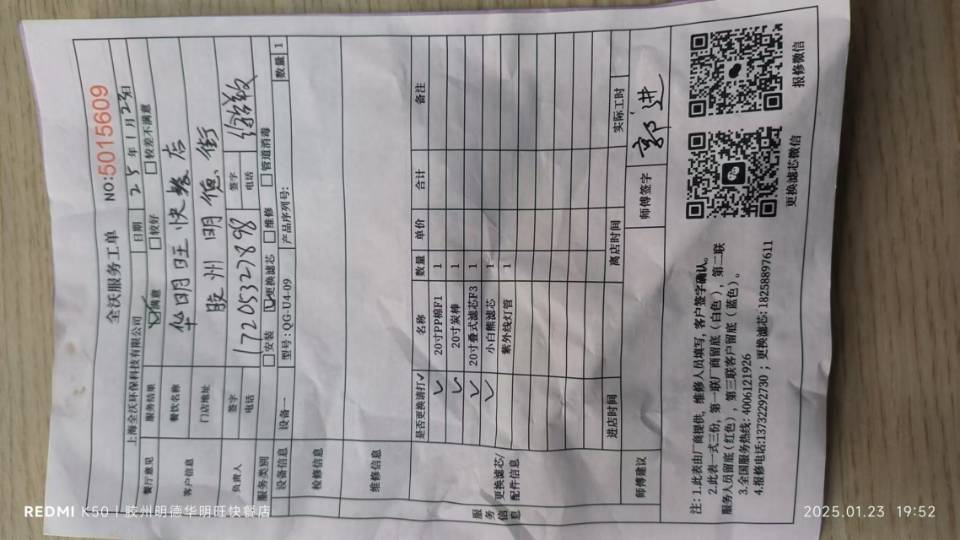 全沃服务工单
NO:5015609
上海全沃环保科技有限公司 日期 25年1月23日
餐厅意见 服务结果 ☑满意 □较好 □较差不满意
客户信息 餐饮名称 华明旺快餐店
门店地址 胶州明德街
负责人 签字 电话 17205327898 签字 电话
服务类别 □安装 ☑更换滤芯 □维修 □管道消毒
设备信息 设备一 型号:QG-U4-09 产品序列号: 数量 1
检修信息
维修信息
服务信息 更换滤芯/配件信息 是否更换请打✓ 名称 数量 单价 合计 备注
✓ 20寸PP棉F1 1
✓ 20寸炭棒 1
✓ 20寸叠式滤芯F3 1
✓ 小白熊滤芯 1
紫外线灯管 1
进店时间 离店时间 实际工时
师傅建议 师傅签字 郭进
注:1.此表由厂商提供,维修人员填写,客户签字确认。
2.此表一式三份,第一联厂商留底(白色),第二联
服务人员留底(红色),第三联客户留底(蓝色)。
3.全国服务热线:4006121926
4.报修电话:13732292730;更换滤芯:18258897611
更换滤芯微信
报修微信
REDMI K50 | 胶州明德华明旺快餐店
2025.01.23 19:52